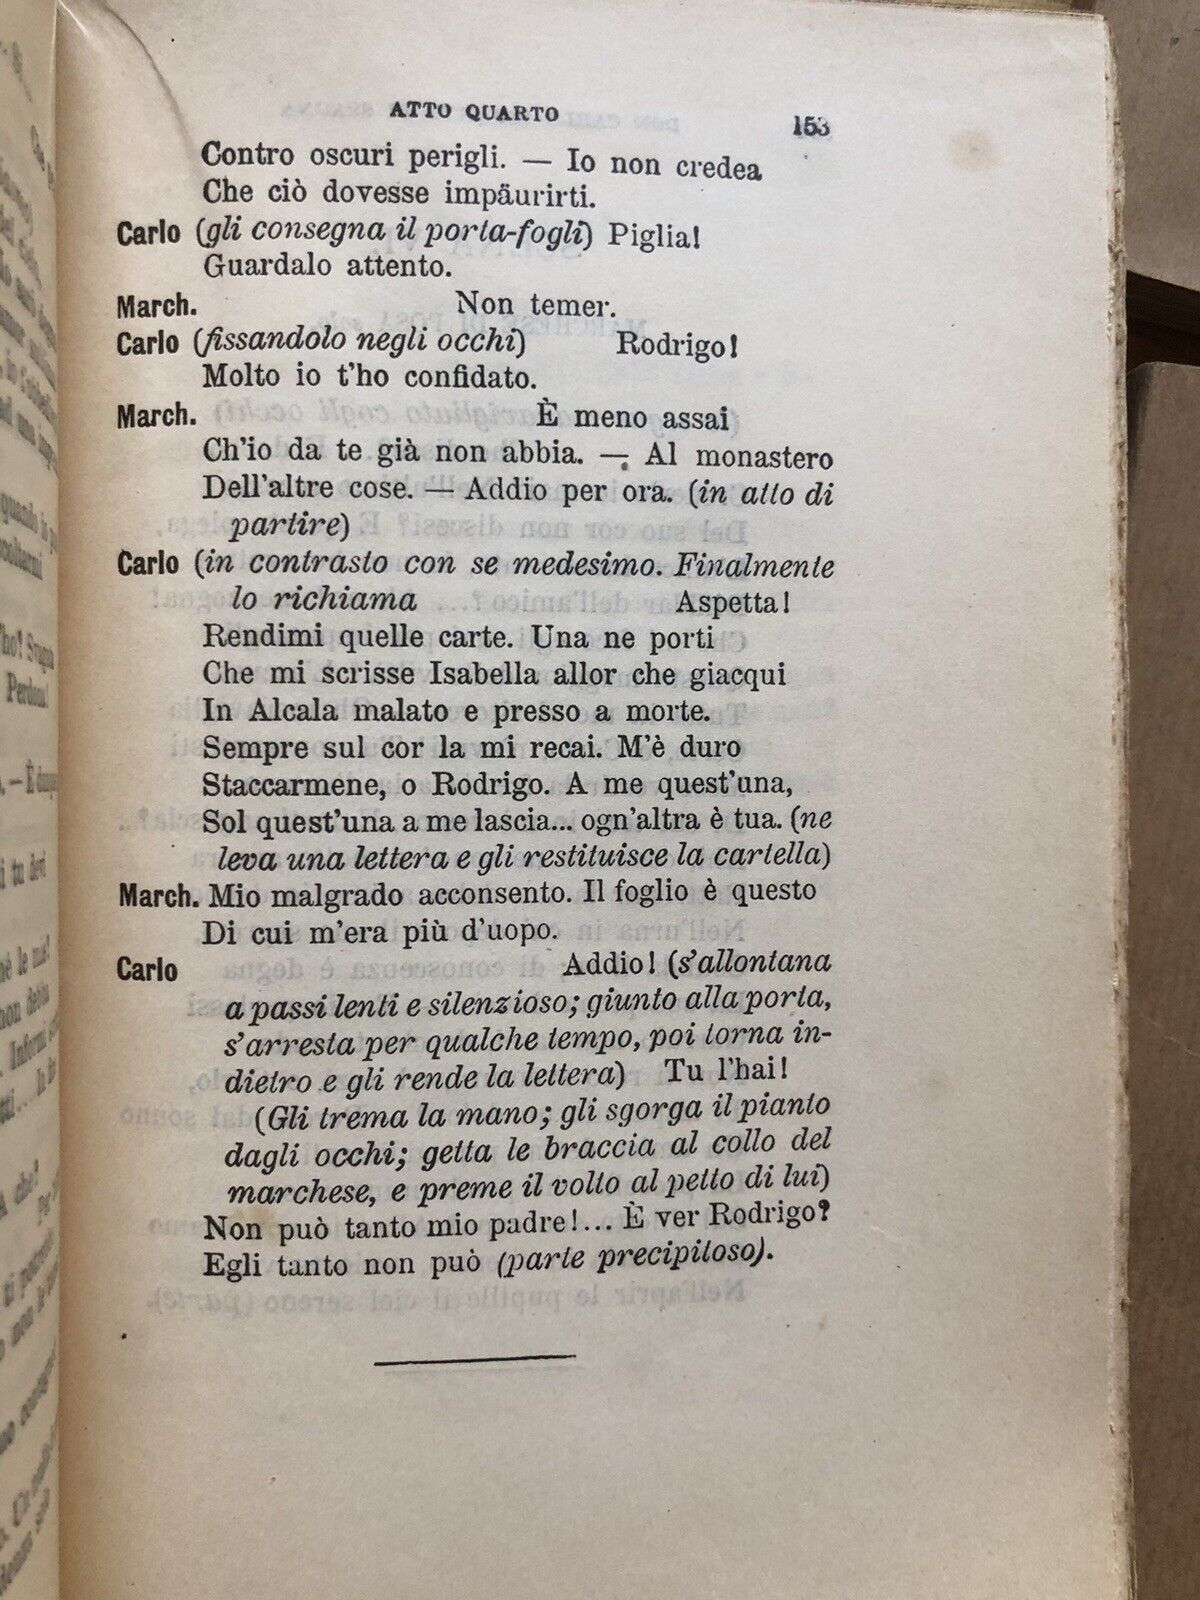 ATTO QUARTO 153
Contro oscuri perigli. — Io non credea
Che ciò dovesse impäurirti.
Carlo (gli consegna il porta-fogli) Piglia!
Guardalo attento.
March. Non temer.
Carlo (fissandolo negli occhi) Rodrigo!
Molto io t'ho confidato.
March. È meno assai
Ch'io da te già non abbia. — Al monastero
Dell'altre cose. — Addio per ora. (in atto di
partire)
Carlo (in contrasto con se medesimo. Finalmente
lo richiama Aspetta!
Rendimi quelle carte. Una ne porti
Che mi scrisse Isabella allor che giacqui
In Alcala malato e presso a morte.
Sempre sul cor la mi recai. M'è duro
Staccarmene, o Rodrigo. A me quest'una,
Sol quest'una a me lascia... ogn'altra è tua. (ne
leva una lettera e gli restituisce la cartella)
March. Mio malgrado acconsento. Il foglio è questo
Di cui m'era più d'uopo.
Carlo Addio! (s'allontana
a passi lenti e silenzioso; giunto alla porta,
s'arresta per qualche tempo, poi torna in-
dietro e gli rende la lettera) Tu l'hai!
(Gli trema la mano; gli sgorga il pianto
dagli occhi; getta le braccia al collo del
marchese, e preme il volto al petto di lui)
Non può tanto mio padre!... È ver Rodrigo?
Egli tanto non può (parte precipitoso).